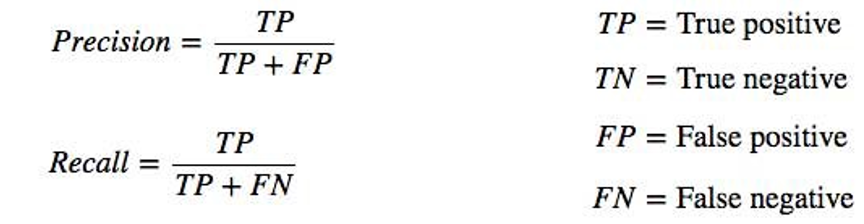 Precision = TP / TP + FP
Recall = TP / TP + FN
TP = True positive
TN = True negative
FP = False positive
FN = False negative